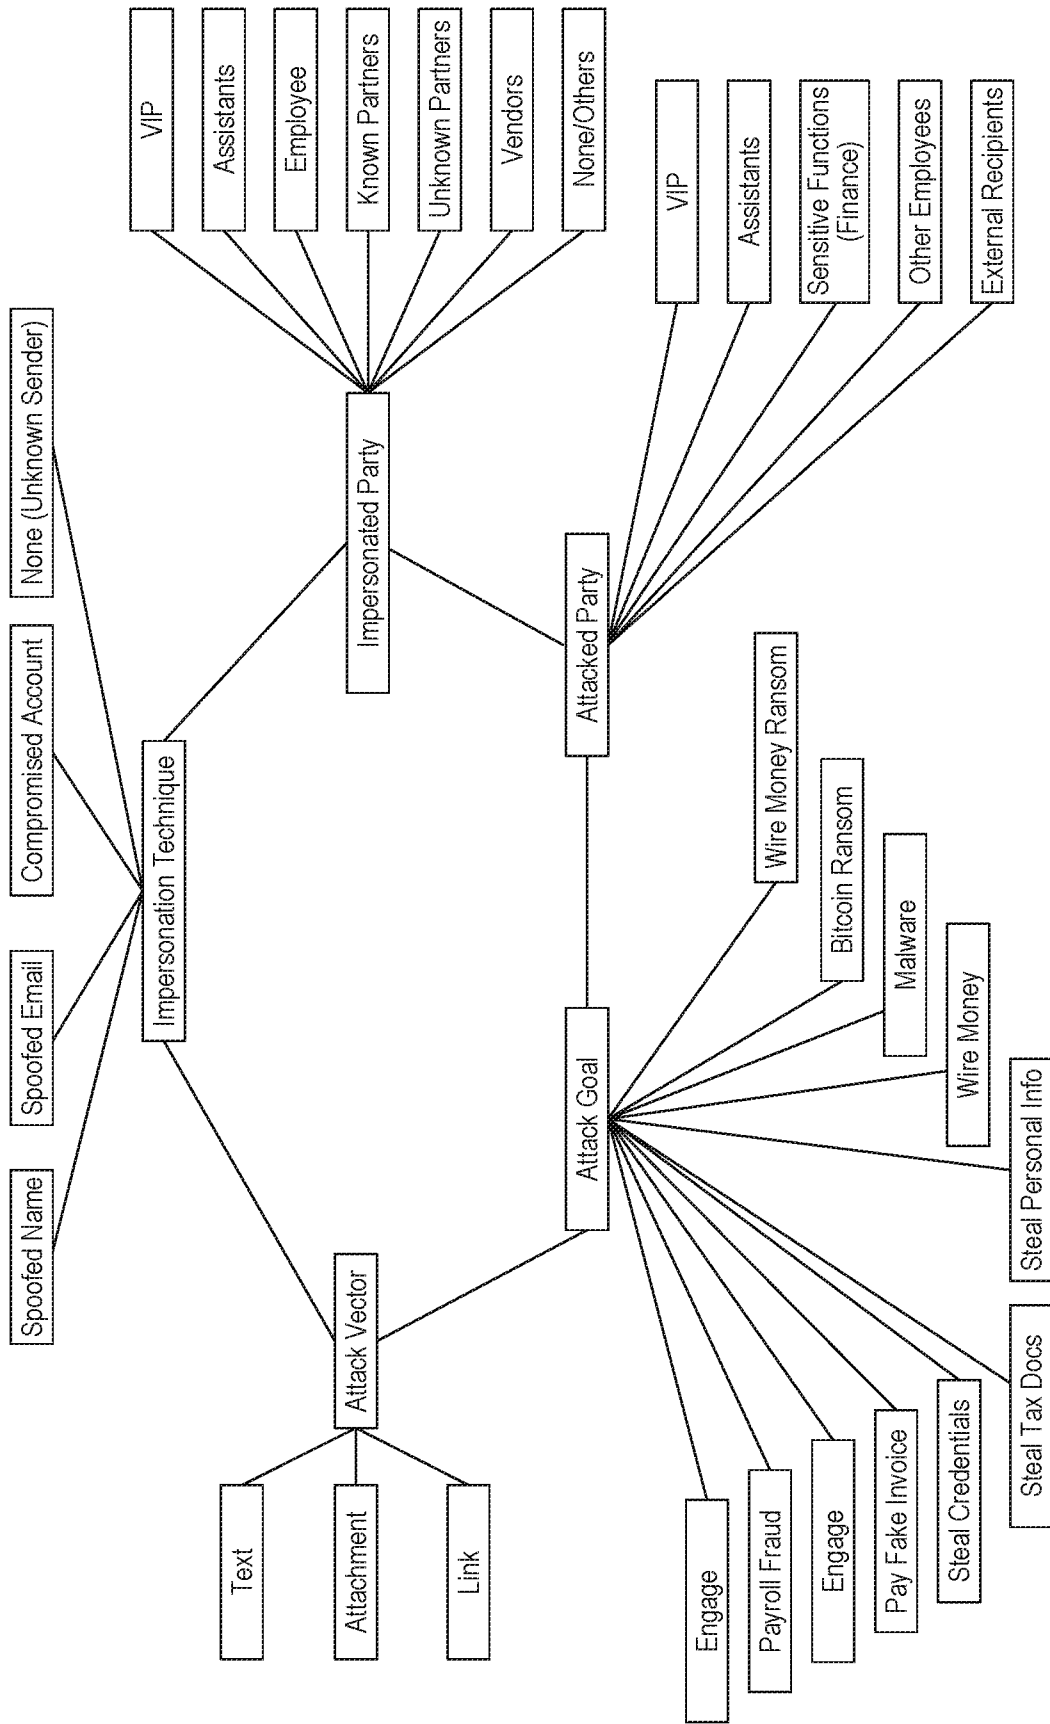 Spoofed Name
Spoofed Email
Compromised Account
None (Unknown Sender)
Impersonation Technique
Text
Attachment
Link
Attack Vector
Impersonated Party
VIP
Assistants
Employee
Known Partners
Unknown Partners
Vendors
None/Others
Attack Goal
Attacked Party
VIP
Assistants
Sensitive Functions
(Finance)
Other Employees
External Recipients
Engage
Payroll Fraud
Engage
Pay Fake Invoice
Steal Credentials
Steal Tax Docs
Steal Personal Info
Wire Money
Malware
Bitcoin Ransom
Wire Money Ransom